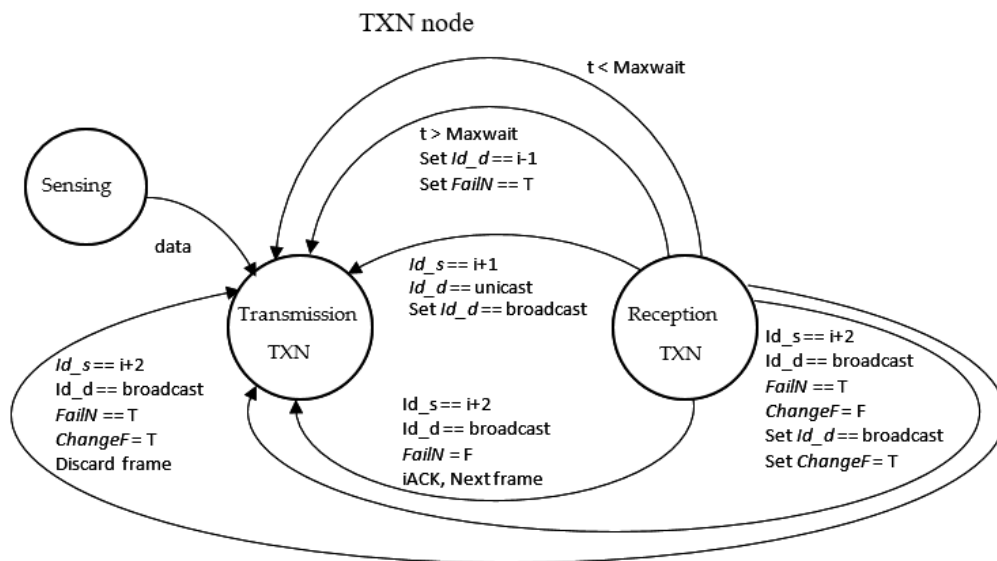 TXN node
t < Maxwait
t > Maxwait
Set Id_d == i-1
Set FailN == T
Sensing
data
Id_s == i+1
Id_d == unicast
Set Id_d == broadcast
Transmission
TXN
Reception
TXN
Id_s == i+2
Id_d == broadcast
FailN == T
ChangeF = T
Discard frame
Id_s == i+2
Id_d == broadcast
FailN = F
iACK, Next frame
Id_s == i+2
Id_d == broadcast
FailN == T
ChangeF = F
Set Id_d == broadcast
Set ChangeF = T